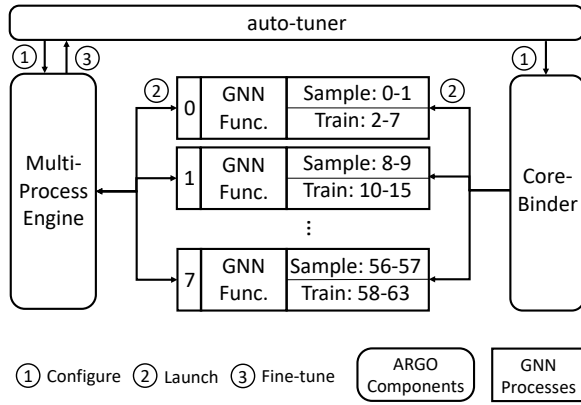 auto-tuner
1
3
1
2
2
0
GNN
Func.
Sample: 0-1
Train: 2-7
Multi-
Process
Engine
1
GNN
Func.
Sample: 8-9
Train: 10-15
Core-
Binder
...
7
GNN
Func.
Sample: 56-57
Train: 58-63
1 Configure 2 Launch 3 Fine-tune
ARGO
Components
GNN
Processes